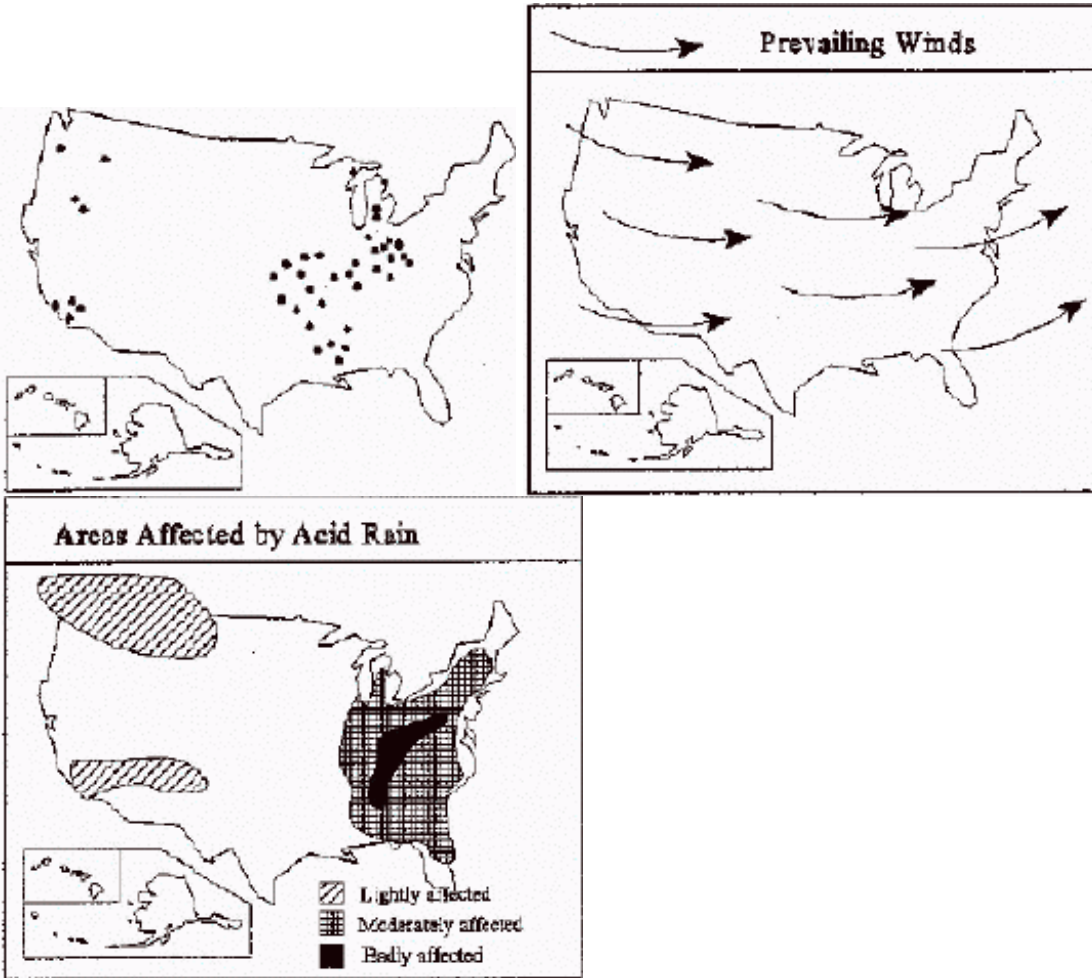 Prevailing Winds
Areas Affected by Acid Rain
Lightly affected
Moderately affected
Badly affected